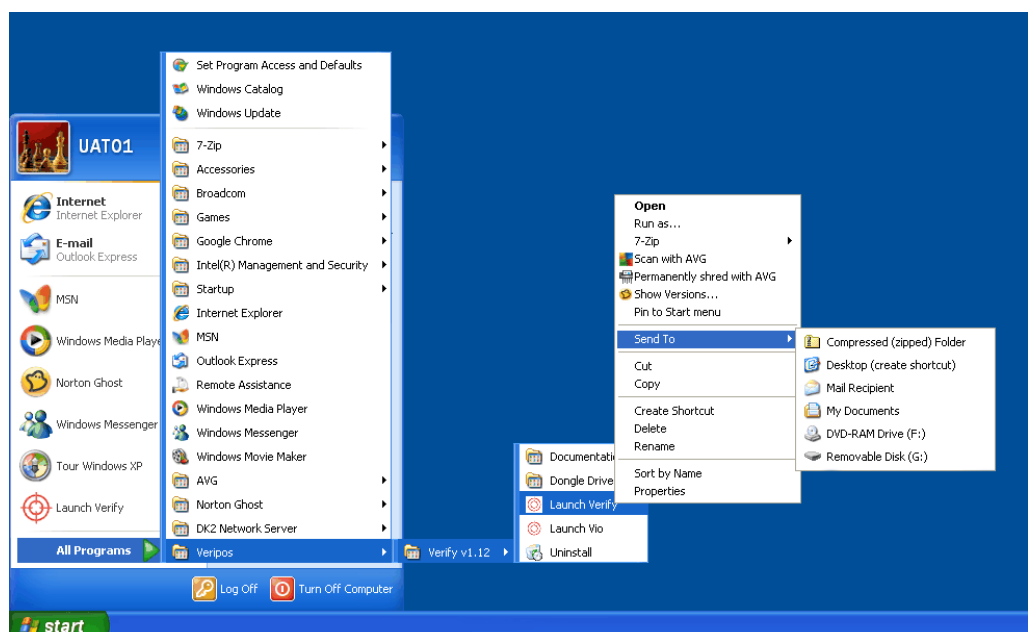 UAT01
Internet
Internet Explorer
E-mail
Outlook Express
MSN
Windows Media Playe
Norton Ghost
Windows Messenger
Tour Windows XP
Launch Verify
All Programs
Set Program Access and Defaults
Windows Catalog
Windows Update
7-Zip
Accessories
Broadcom
Games
Google Chrome
Intel(R) Management and Security
Startup
Internet Explorer
MSN
Outlook Express
Remote Assistance
Windows Media Player
Windows Messenger
Windows Movie Maker
AVG
Norton Ghost
DK2 Network Server
Veripos
Verify v1.12
Documentati
Dongle Drive
Launch Verify
Launch Vio
Uninstall
Open
Run as...
7-Zip
Scan with AVG
Permanently shred with AVG
Show Versions...
Pin to Start menu
Send To
Cut
Copy
Create Shortcut
Delete
Rename
Sort by Name
Properties
Compressed (zipped) Folder
Desktop (create shortcut)
Mail Recipient
My Documents
DVD-RAM Drive (F:)
Removable Disk (G:)
Log Off
Turn Off Computer
start